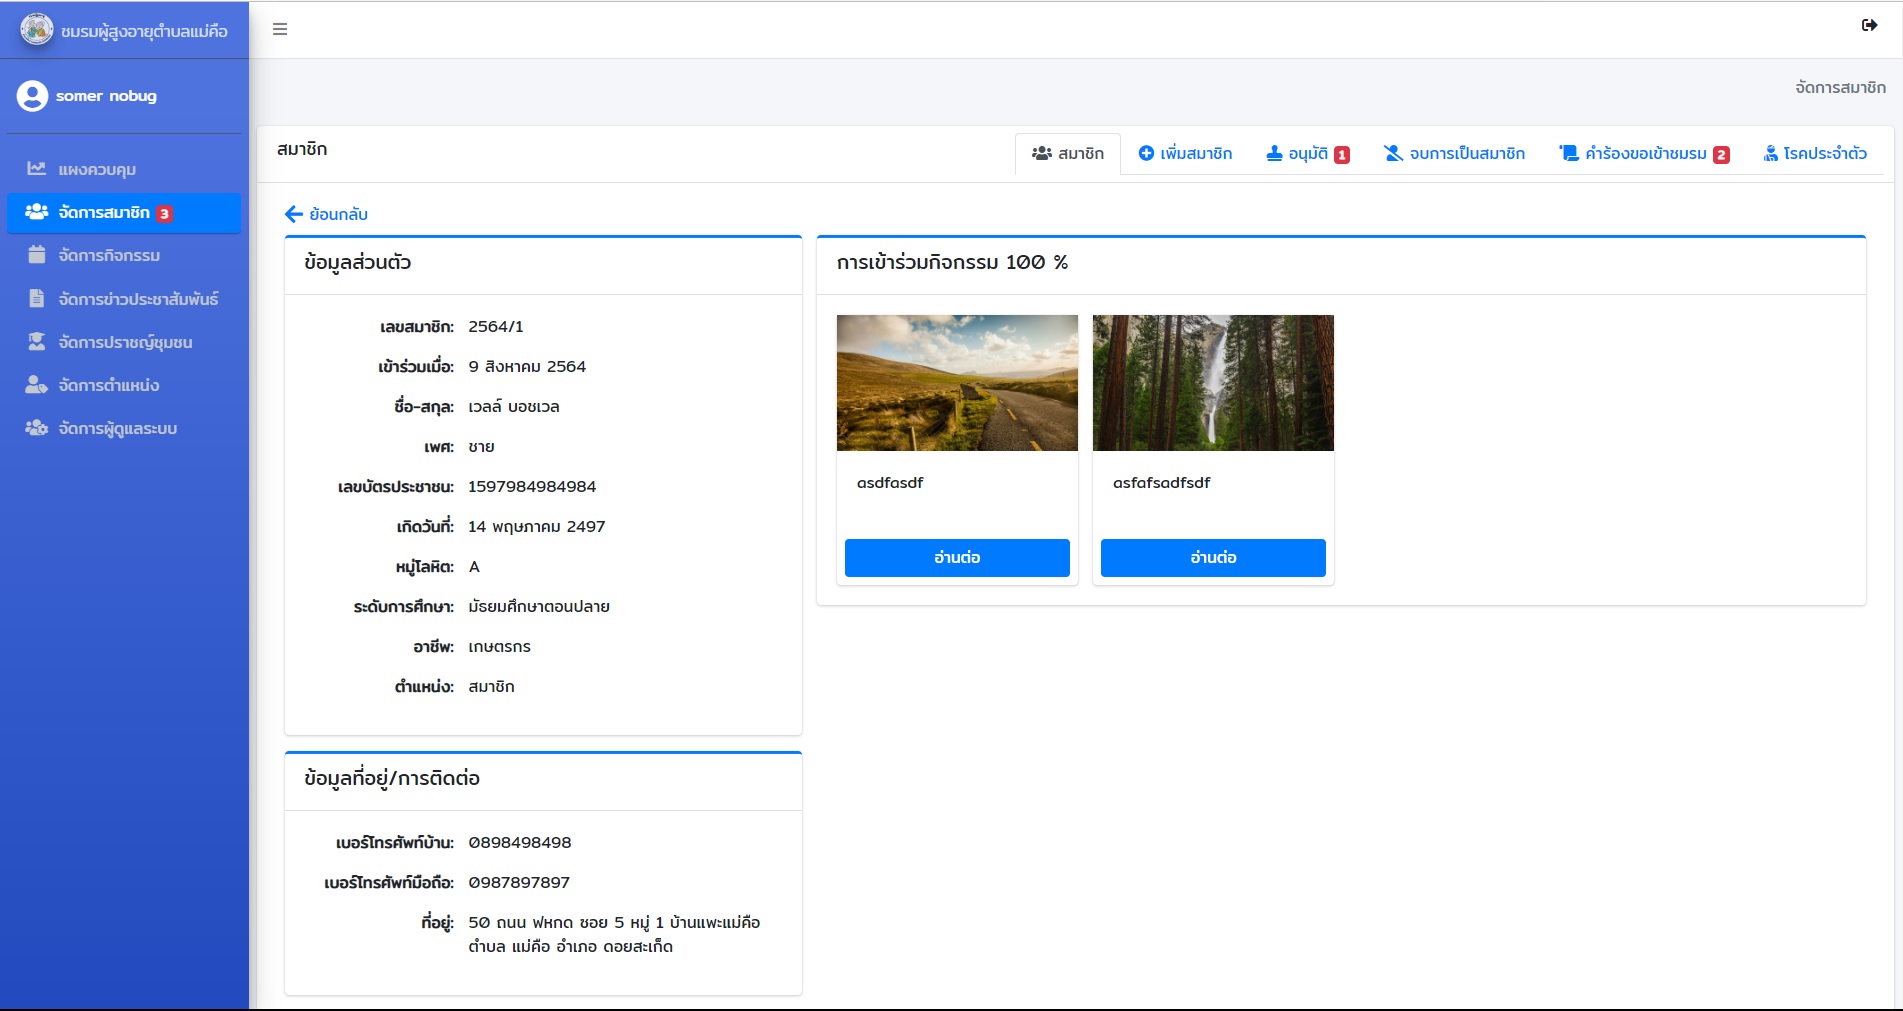 ชมรมผู้สูงอายุตำบลแม่คือ
somer nobug
แผงควบคุม
จัดการสมาชิก 3
จัดการกิจกรรม
จัดการข่าวประชาสัมพันธ์
จัดการปราชญ์ชุมชน
จัดการตำแหน่ง
จัดการผู้ดูแลระบบ
จัดการสมาชิก
สมาชิก
สมาชิก เพิ่มสมาชิก อนุมัติ 1 จบการเป็นสมาชิก คำร้องขอเข้าชมรม 2 โรคประจำตัว
ย้อนกลับ
ข้อมูลส่วนตัว
เลขสมาชิก: 2564/1
เข้าร่วมเมื่อ: 9 สิงหาคม 2564
ชื่อ-สกุล: เวลล์ บอชเวล
เพศ: ชาย
เลขบัตรประชาชน: 1597984984984
เกิดวันที่: 14 พฤษภาคม 2497
หมู่โลหิต: A
ระดับการศึกษา: มัธยมศึกษาตอนปลาย
อาชีพ: เกษตรกร
ตำแหน่ง: สมาชิก
ข้อมูลที่อยู่/การติดต่อ
เบอร์โทรศัพท์บ้าน: 0898498498
เบอร์โทรศัพท์มือถือ: 0987897897
ที่อยู่: 50 ถนน ฟหกด ซอย 5 หมู่ 1 บ้านแพะแม่คือ
ตำบล แม่คือ อำเภอ ดอยสะเก็ด
การเข้าร่วมกิจกรรม 100 %
asdfasdf
อ่านต่อ
asfafsadfsdf
อ่านต่อ